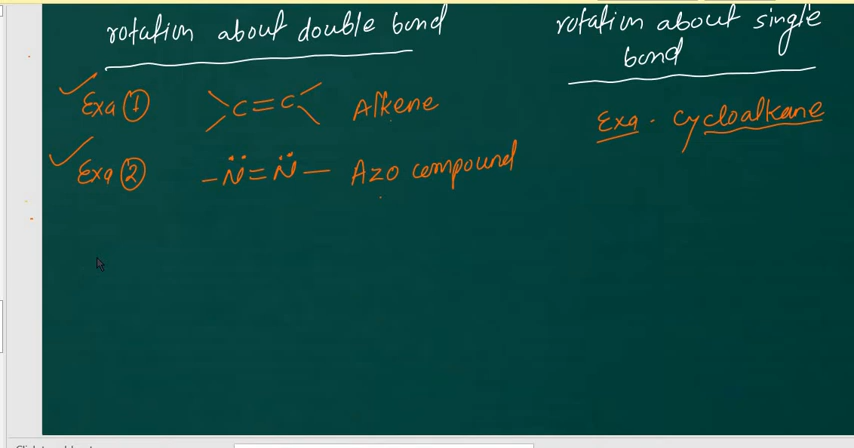 rotation about double bond
Exa ① >C=C< Alkene
Exa ② –N̈=N̈– Azo compound
rotation about single
bond
Exa. Cycloalkane